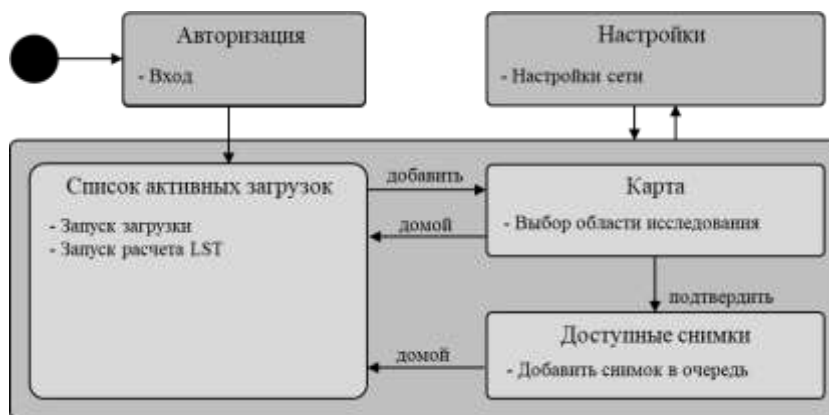 Авторизация
- Вход
Настройки
- Настройки сети
Список активных загрузок
- Запуск загрузки
- Запуск расчета LST
добавить
домой
Карта
- Выбор области исследования
подтвердить
Доступные снимки
- Добавить снимок в очередь
домой